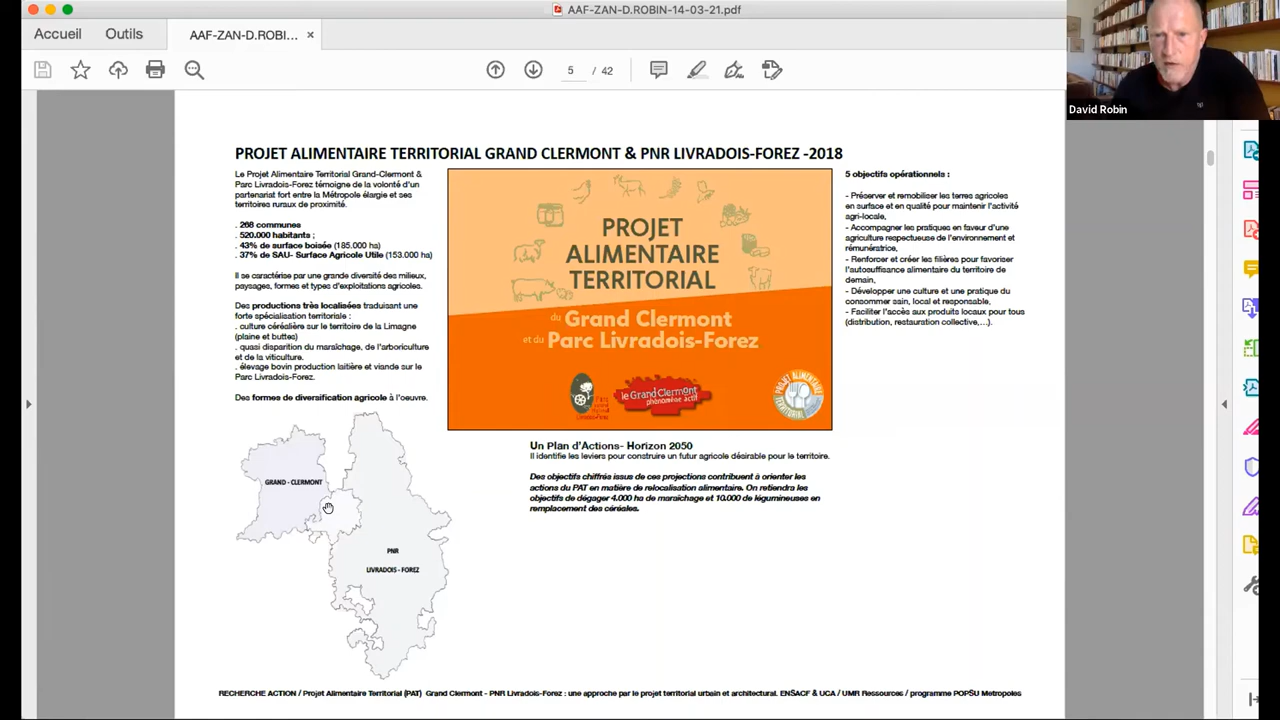 AAF-ZAN-D.ROBIN-14-03-21.pdf
Accueil
Outils
AAF-ZAN-D.ROBI...
5
/ 42
David Robin
PROJET ALIMENTAIRE TERRITORIAL GRAND CLERMONT & PNR LIVRADOIS-FOREZ -2018
Le Projet Alimentaire Territorial Grand-Clermont &
Parc Livradois-Forez témoigne de la volonté d'un
partenariat fort entre la Métropole élargie et ses
territoires ruraux de proximité.
. 268 communes
. 520.000 habitants ;
. 43% de surface boisée (185.000 ha)
. 37% de SAU- Surface Agricole Utile (153.000 ha)
Il se caractérise par une grande diversité des milieux,
paysages, formes et types d'exploitations agricoles.
Des productions très localisées traduisant une
forte spécialisation territoriale :
. culture céréalière sur le territoire de la Limagne
(plaine et buttes)
. quasi disparition du maraîchage, de l'arboriculture
et de la viticulture.
. élevage bovin production laitière et viande sur le
Parc Livradois-Forez.
Des formes de diversification agricole à l'oeuvre.
GRAND - CLERMONT
PNR
LIVRADOIS - FOREZ
PROJET
ALIMENTAIRE
TERRITORIAL
du Grand Clermont
et du Parc Livradois-Forez
le Grand Clermont
phénomène actif
PROJET ALIMENTAIRE
TERRITORIAL
Un Plan d'Actions- Horizon 2050
Il identifie les leviers pour construire un futur agricole désirable pour le territoire.
Des objectifs chiffrés issus de ces projections contribuent à orienter les
actions du PAT en matière de relocalisation alimentaire. On retiendra les
objectifs de dégager 4.000 ha de maraîchage et 10.000 de légumineuses en
remplacement des céréales.
5 objectifs opérationnels :
- Préserver et remobiliser les terres agricoles
en surface et en qualité pour maintenir l'activité
agri-locale,
- Accompagner les pratiques en faveur d'une
agriculture respectueuse de l'environnement et
rémunératrice,
- Renforcer et créer les filières pour favoriser
l'autosuffisance alimentaire du territoire de
demain,
- Développer une culture et une pratique du
consommer sain, local et responsable,
- Faciliter l'accès aux produits locaux pour tous
(distribution, restauration collective,...).
RECHERCHE ACTION / Projet Alimentaire Territorial (PAT) Grand Clermont - PNR Livradois-Forez : une approche par le projet territorial urbain et architectural. ENSACF & UCA / UMR Ressources / programme POPSU Metropoles